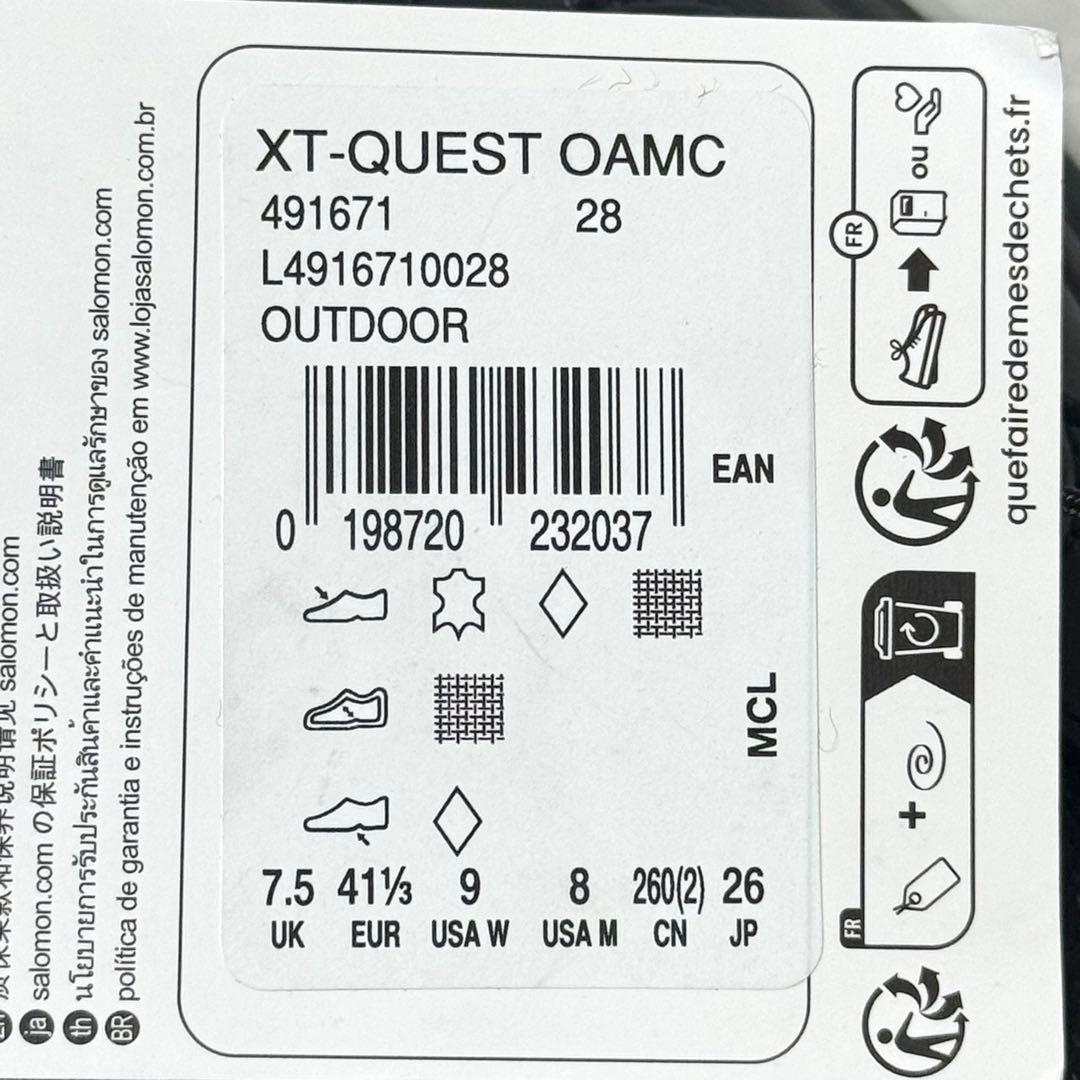 XT-QUEST OAMC
491671 28
L4916710028
OUTDOOR
EAN
0 198720 232037
MCL
7.5 41⅓ 9 8 260(2) 26
UK EUR USA W USA M CN JP
salomon.com
ja salomon.com の保証ポリシーと取扱い説明書
th นโยบายการรับประกันสินค้าและคำแนะนำในการดูแลรักษาของ salomon.com
BR política de garantia e instruções de manutenção em www.lojasalomon.com.br
FR
ou
quefairedemesdechets.fr
FR
+